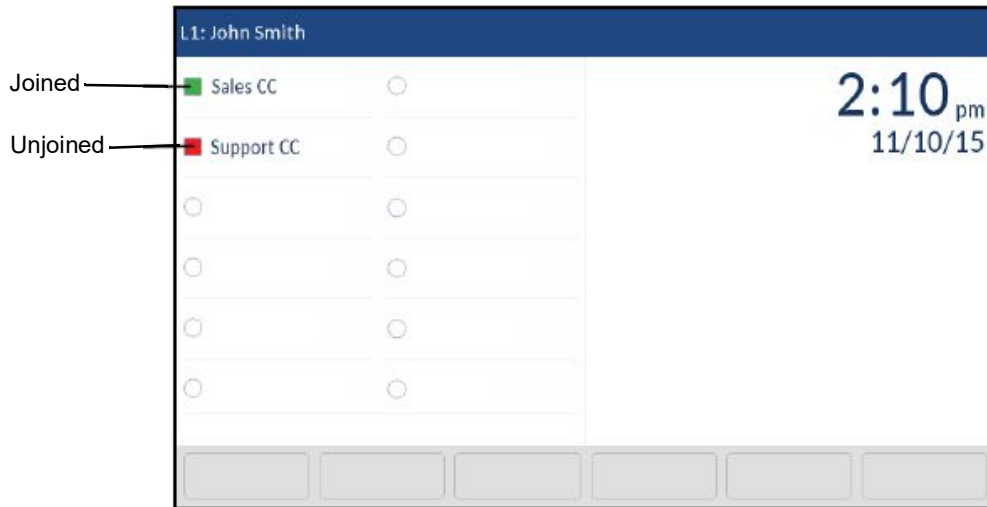 L1: John Smith
Joined
Sales CC
2:10 pm
Unjoined
Support CC
11/10/15